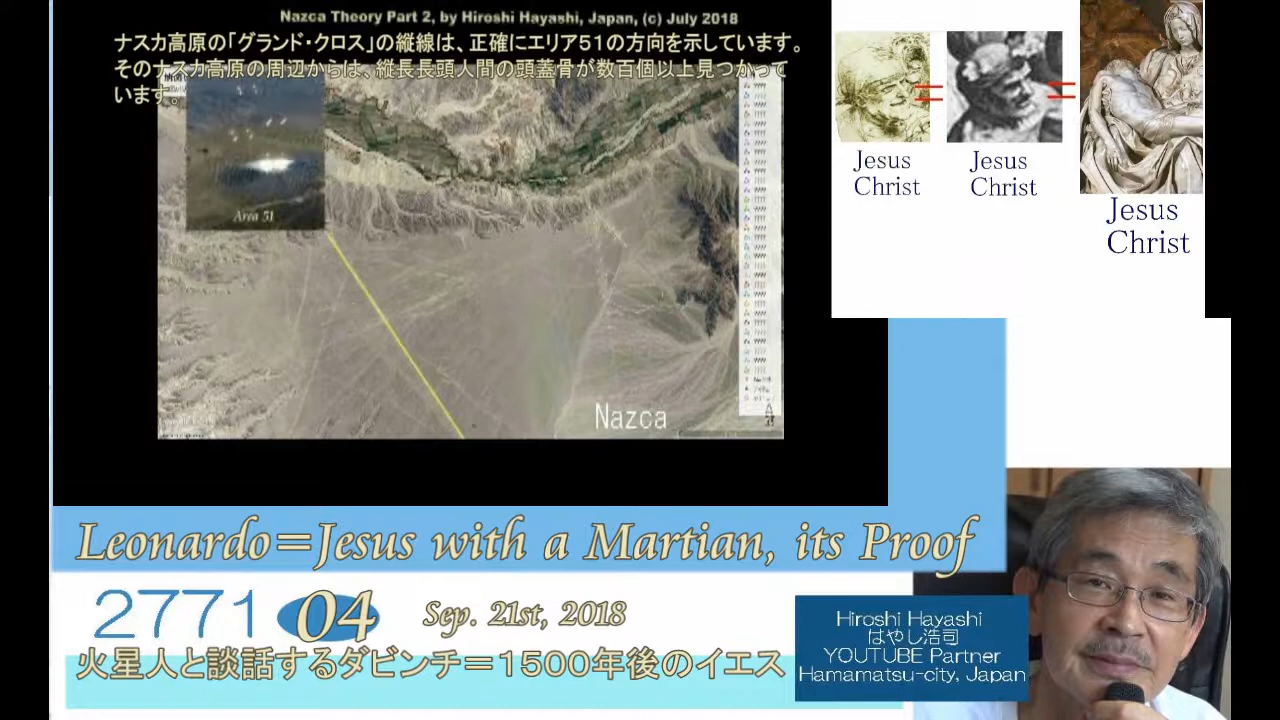 Nazca Theory Part 2, by Hiroshi Hayashi, Japan, (c) July 2018
ナスカ高原の「グランド・クロス」の縦線は、正確にエリア51の方向を示しています。
そのナスカ高原の周辺からは、縦長長頭人間の頭蓋骨が数百個以上見つかって
います。
Area 51
Nazca
Jesus
Christ
Jesus
Christ
Jesus
Christ
Leonardo=Jesus with a Martian, its Proof
2771 04 Sep. 21st, 2018
火星人と談話するダビンチ=1500年後のイエス
Hiroshi Hayashi
はやし浩司
YOUTUBE Partner
Hamamatsu-city, Japan